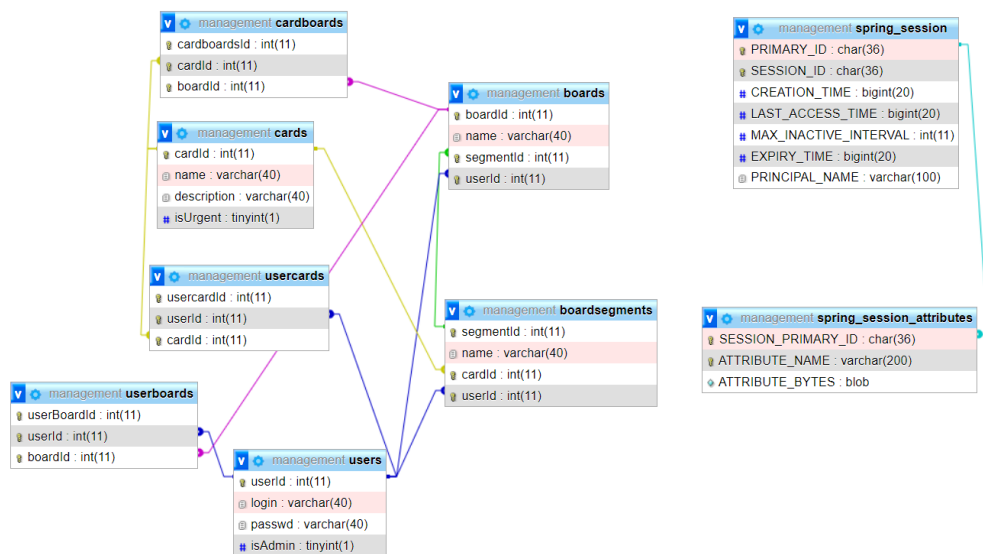 management cardboards
cardboardsId : int(11)
cardId : int(11)
boardId : int(11)
management cards
cardId : int(11)
name : varchar(40)
description : varchar(40)
isUrgent : tinyint(1)
management usercards
usercardId : int(11)
userId : int(11)
cardId : int(11)
management userboards
userBoardId : int(11)
userId : int(11)
boardId : int(11)
management users
userId : int(11)
login : varchar(40)
passwd : varchar(40)
isAdmin : tinyint(1)
management boards
boardId : int(11)
name : varchar(40)
segmentId : int(11)
userId : int(11)
management boardsegments
segmentId : int(11)
name : varchar(40)
cardId : int(11)
userId : int(11)
management spring_session
PRIMARY_ID : char(36)
SESSION_ID : char(36)
CREATION_TIME : bigint(20)
LAST_ACCESS_TIME : bigint(20)
MAX_INACTIVE_INTERVAL : int(11)
EXPIRY_TIME : bigint(20)
PRINCIPAL_NAME : varchar(100)
management spring_session_attributes
SESSION_PRIMARY_ID : char(36)
ATTRIBUTE_NAME : varchar(200)
ATTRIBUTE_BYTES : blob